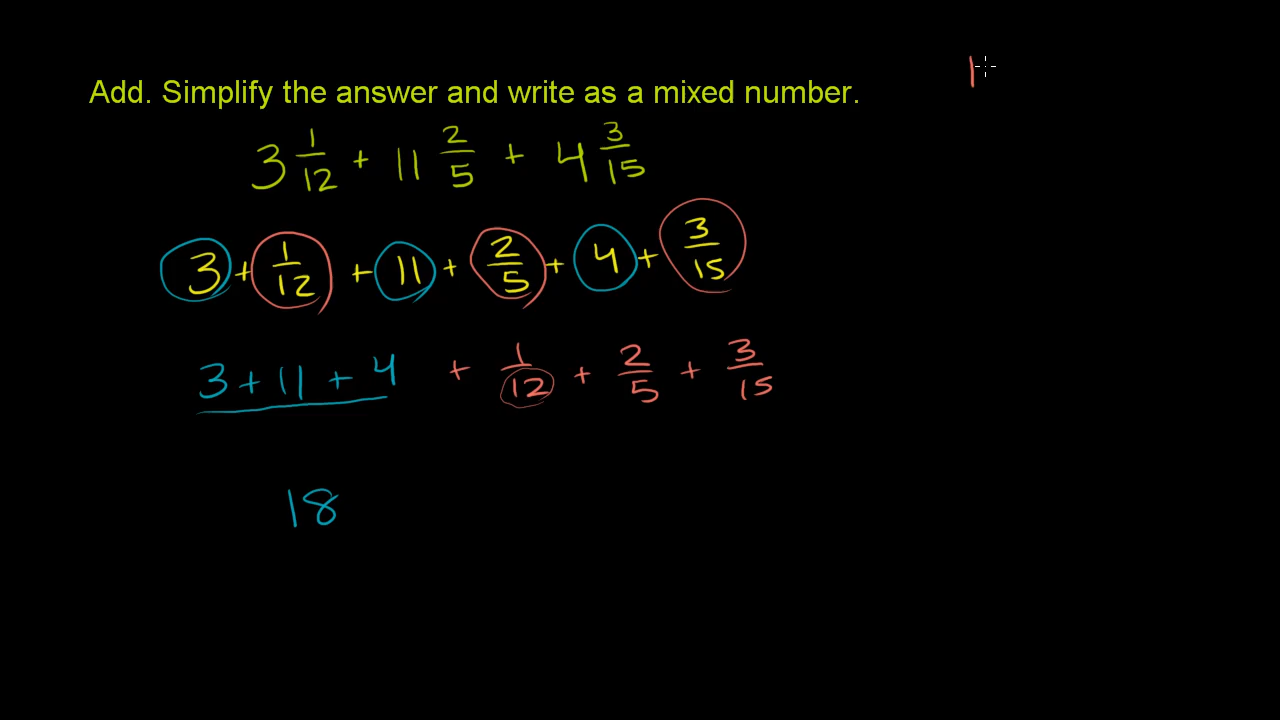 Add. Simplify the answer and write as a mixed number.
3 1/12 + 11 2/5 + 4 3/15
3 + 1/12 + 11 + 2/5 + 4 + 3/15
3 + 11 + 4 + 1/12 + 2/5 + 3/15
18